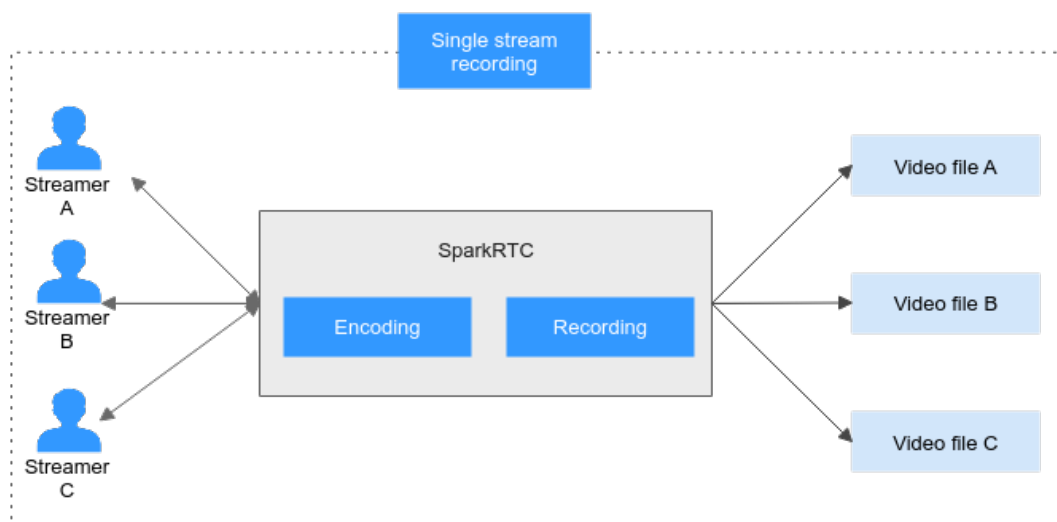 Single stream
recording
Streamer
A
Streamer
B
Streamer
C
SparkRTC
Encoding
Recording
Video file A
Video file B
Video file C